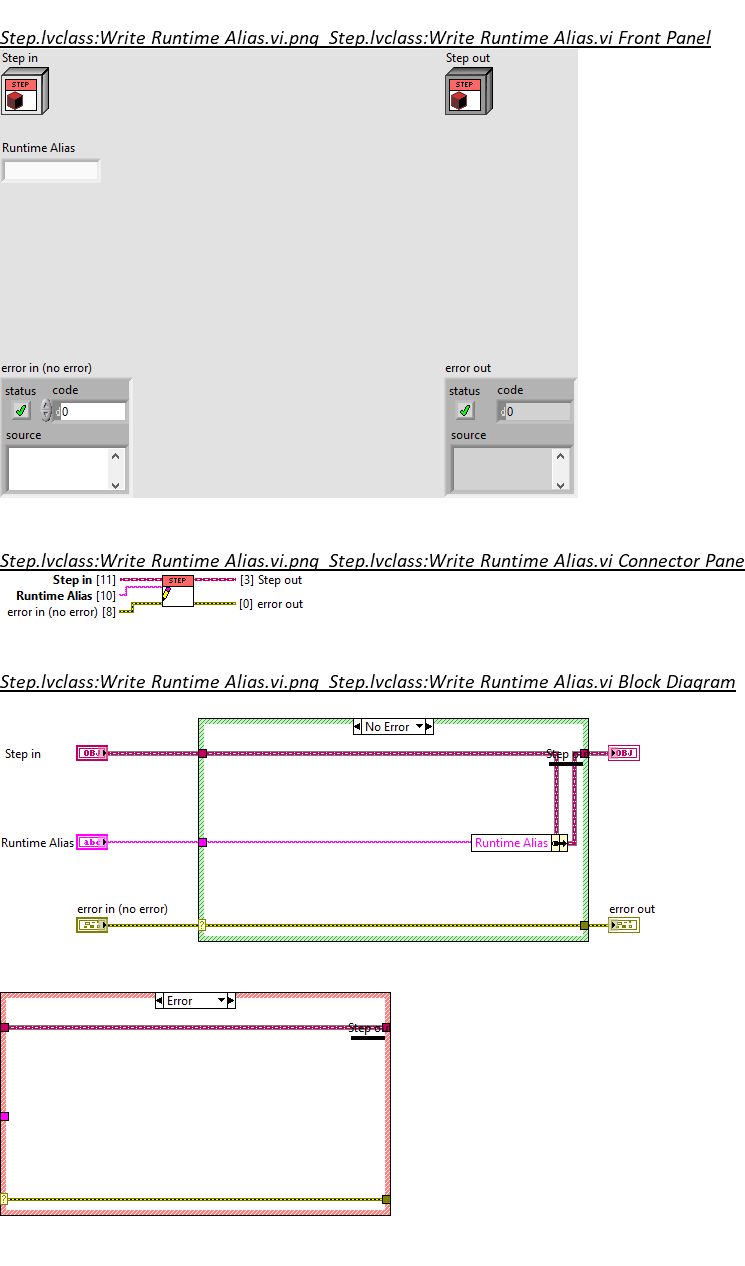 Step.lvclass:Write Runtime Alias.vi.png Step.lvclass:Write Runtime Alias.vi Front Panel
Step in
Step out
STEP
STEP
Runtime Alias
error in (no error)
error out
status
code
status
code
d
0
d
0
source
source
Step.lvclass:Write Runtime Alias.vi.png Step.lvclass:Write Runtime Alias.vi Connector Pane
Step in [11]
STEP
[3] Step out
Runtime Alias [10]
[0] error out
error in (no error) [8]
Step.lvclass:Write Runtime Alias.vi.png Step.lvclass:Write Runtime Alias.vi Block Diagram
No Error
Step in
OBJ
Step
OBJ
Runtime Alias
abc
Runtime Alias
error in (no error)
error out
?
Error
Step
?